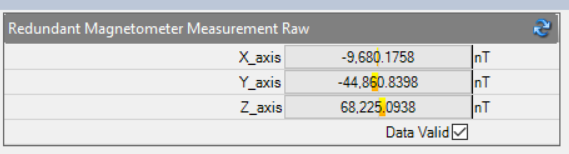 Redundant Magnetometer Measurement Raw
X_axis -9,680.1758 nT
Y_axis -44,860.8398 nT
Z_axis 68,225.0938 nT
Data Valid